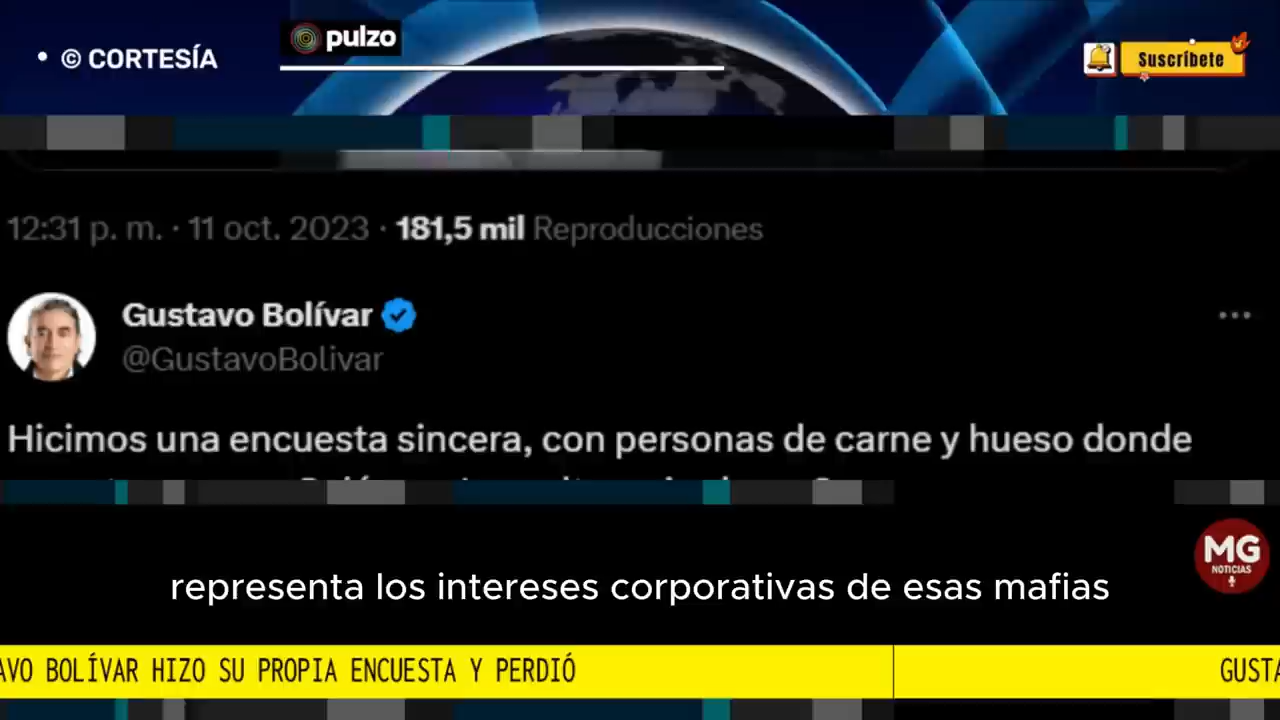 • © CORTESÍA
pulzo
Suscríbete
12:31 p. m. · 11 oct. 2023 · 181,5 mil Reproducciones
Gustavo Bolívar
@GustavoBolivar
Hicimos una encuesta sincera, con personas de carne y hueso donde
MG
NOTICIAS
representa los intereses corporativas de esas mafias
AVO BOLÍVAR HIZO SU PROPIA ENCUESTA Y PERDIÓ
GUSTA